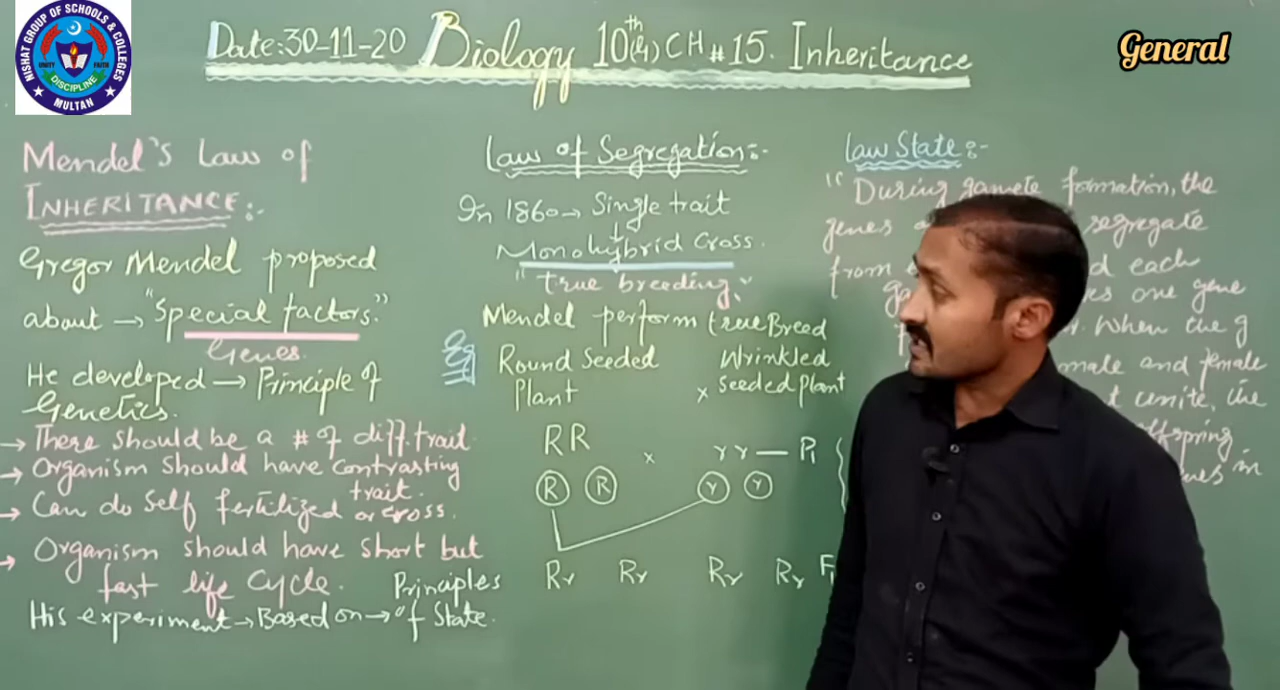 NISHAT GROUP OF SCHOOLS & COLLEGES
UNITY FAITH
DISCIPLINE
MULTAN
General
Date:30-11-20 Biology 10th CH#15. Inheritance
Mendel's Law of
INHERITANCE:-
Gregor Mendel proposed
about → "Special factors."
Genes.
He developed → Principle of
Genetics.
→ There should be a # of diff. trait.
→ Organism should have contrasting
trait.
→ Can do Self fertilized or cross.
→ Organism should have short but
fast life cycle.
His experiment → Based on → Principles of State.
Law of Segregation:-
In 1860 → Single trait
↓
Monohybrid Cross.
"true breeding"
Mendel perform true Breed
Eg Round Seeded Wrinkled
Plant × seeded plant
RR × rr — P1
R R r r
Rr Rr Rr Rr F1
Law State:-
"During gamete formation, the
genes segregate
from each
one gene
When the g
male and female
unite, the
offspring
in